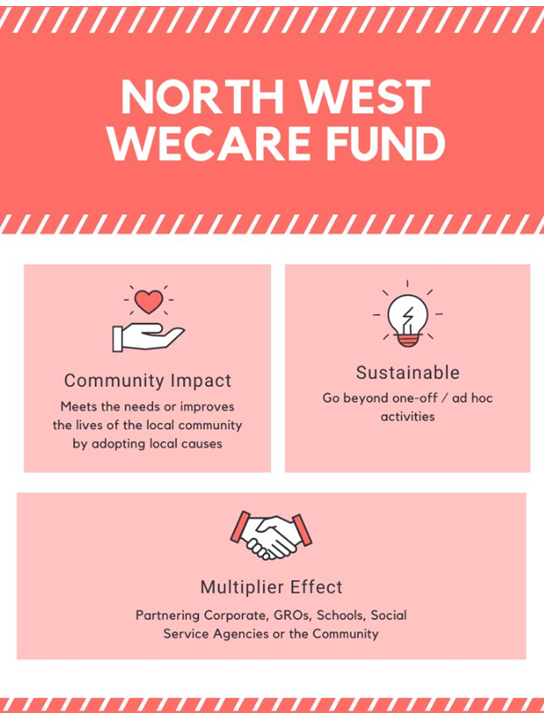 NORTH WEST
WECARE FUND
Community Impact
Meets the needs or improves
the lives of the local community
by adopting local causes
Sustainable
Go beyond one-off / ad hoc
activities
Multiplier Effect
Partnering Corporate, GROs, Schools, Social
Service Agencies or the Community